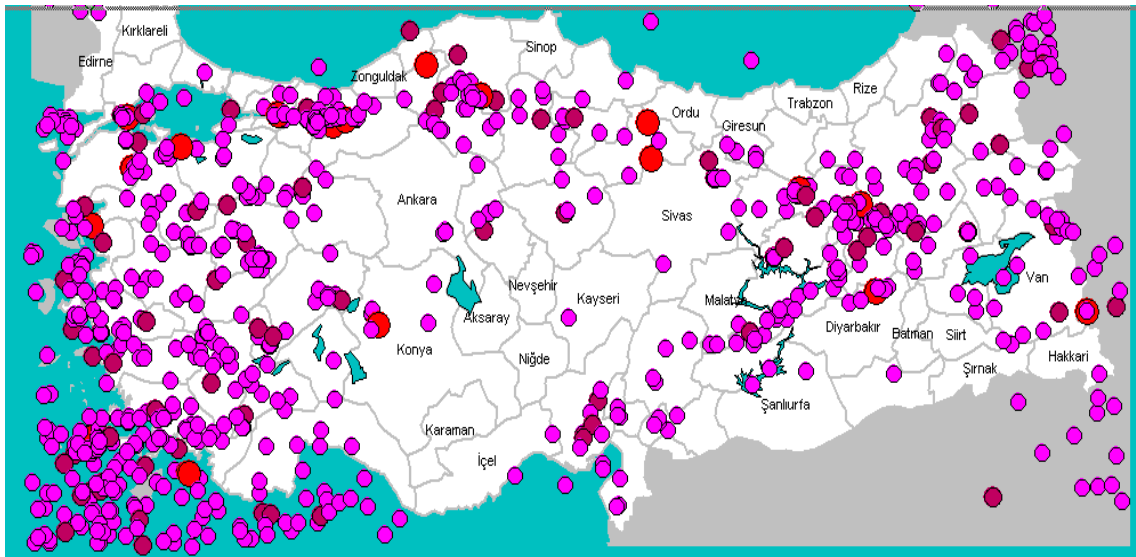 Kırklareli
Edirne
Zonguldak
Sinop
Ordu
Giresun
Trabzon
Rize
Ankara
Sivas
Nevşehir
Kayseri
Aksaray
Konya
Niğde
Malatya
Diyarbakır
Batman
Siirt
Van
Hakkari
Şırnak
Şanlıurfa
Karaman
İçel